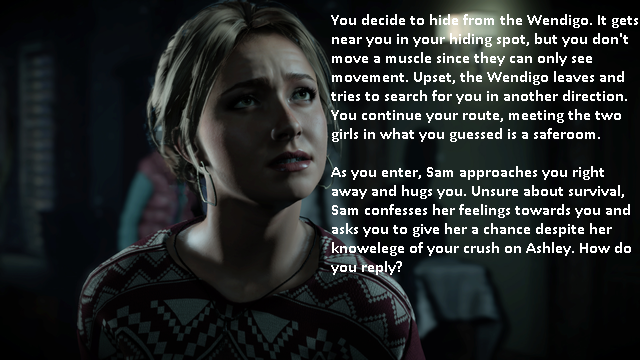 You decide to hide from the Wendigo. It gets
near you in your hiding spot, but you don't
move a muscle since they can only see
movement. Upset, the Wendigo leaves and
tries to search for you in another direction.
You continue your route, meeting the two
girls in what you guessed is a saferoom.
As you enter, Sam approaches you right
away and hugs you. Unsure about survival,
Sam confesses her feelings towards you and
asks you to give her a chance despite her
knowelege of your crush on Ashley. How do
you reply?